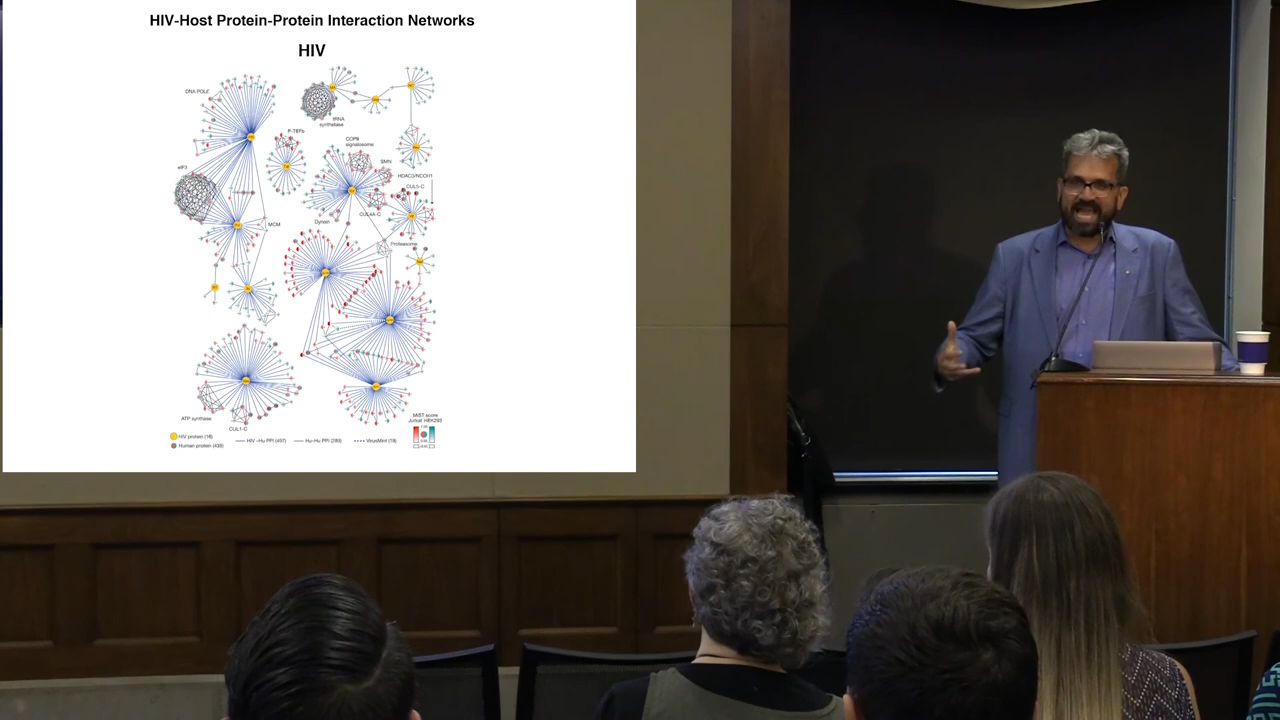 HIV-Host Protein-Protein Interaction Networks
HIV
DNA POLE
tRNA
synthetase
P-TEFb
COP9
signalosome
SMN
eIF3
HDAC3/NCOR1
CUL5-C
CUL4A-C
Dynein
MCM
Proteasome
ATP synthase
CUL1-C
MiST score
Jurkat HEK293
HIV protein (16)
Human protein (435)
HIV–Hu PPI (497)
Hu–Hu PPI (289)
VirusMint (19)